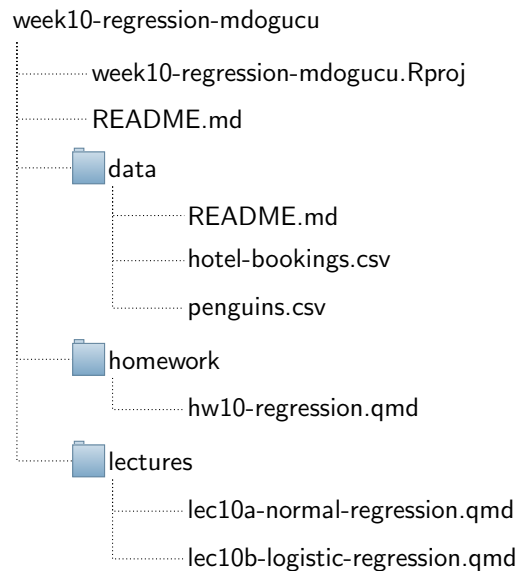 week10-regression-mdogucu
week10-regression-mdogucu.Rproj
README.md
data
README.md
hotel-bookings.csv
penguins.csv
homework
hw10-regression.qmd
lectures
lec10a-normal-regression.qmd
lec10b-logistic-regression.qmd